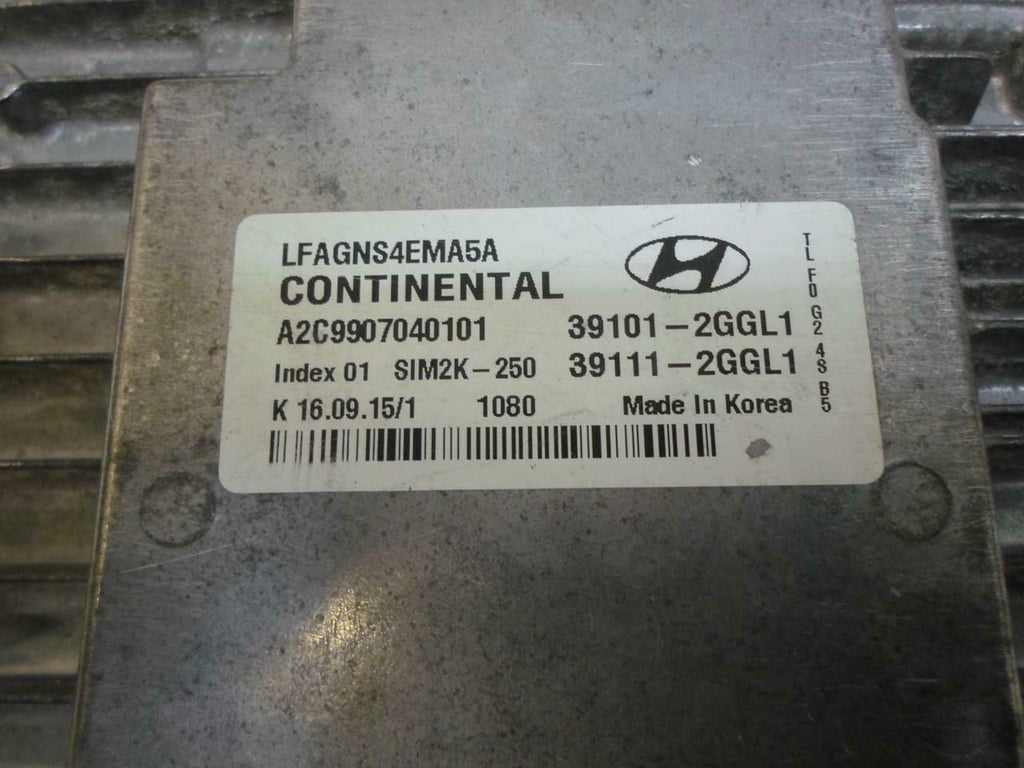 LFAGNS4EMA5A
CONTINENTAL
A2C9907040101 39101-2GGL1
Index 01 SIM2K-250 39111-2GGL1
K 16.09.15/1 1080 Made In Korea
TL F0 G2 4S B5